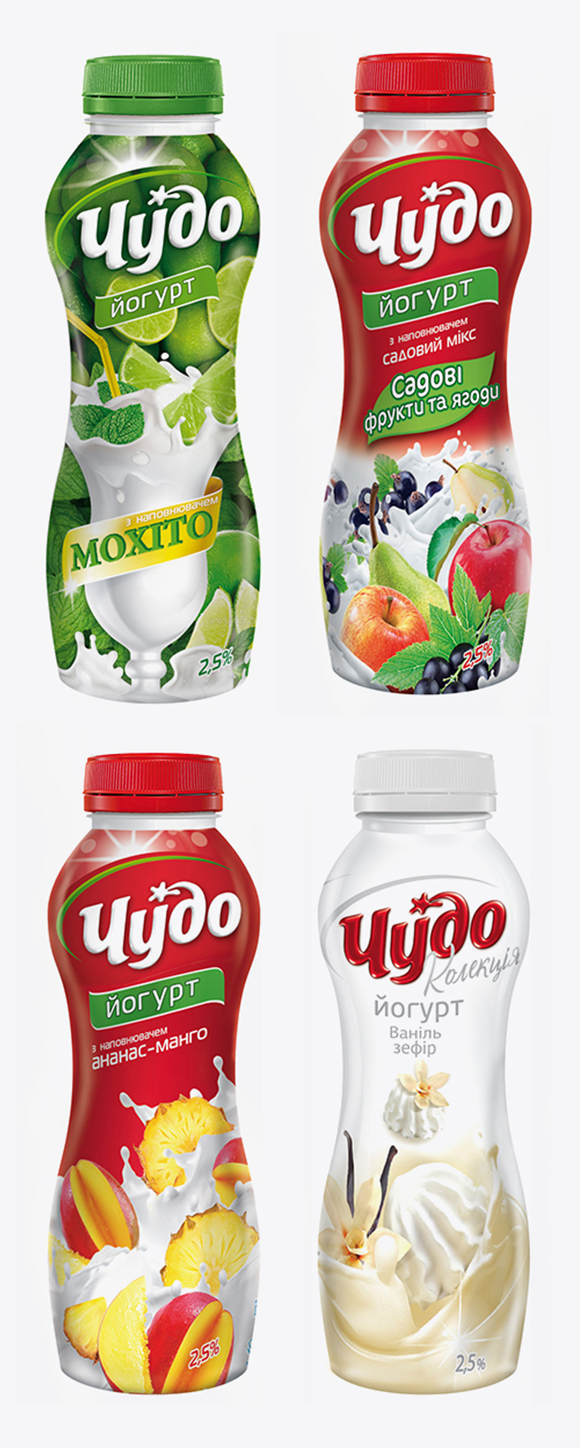 Чудо
йогурт
з наповнювачем
МОХІТО
2,5%
Чудо
йогурт
з наповнювачем
садовий мікс
Садові
фрукти та ягоди
2,5%
Чудо
йогурт
з наповнювачем
ананас-манго
2,5%
Чудо
Колекція
йогурт
Ваніль
зефір
2,5%